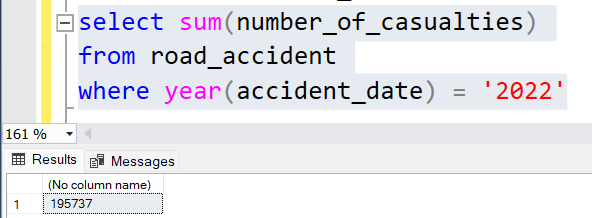 select sum(number_of_casualties)
from road_accident
where year(accident_date) = '2022'
161 %
Results Messages
(No column name)
1 195737